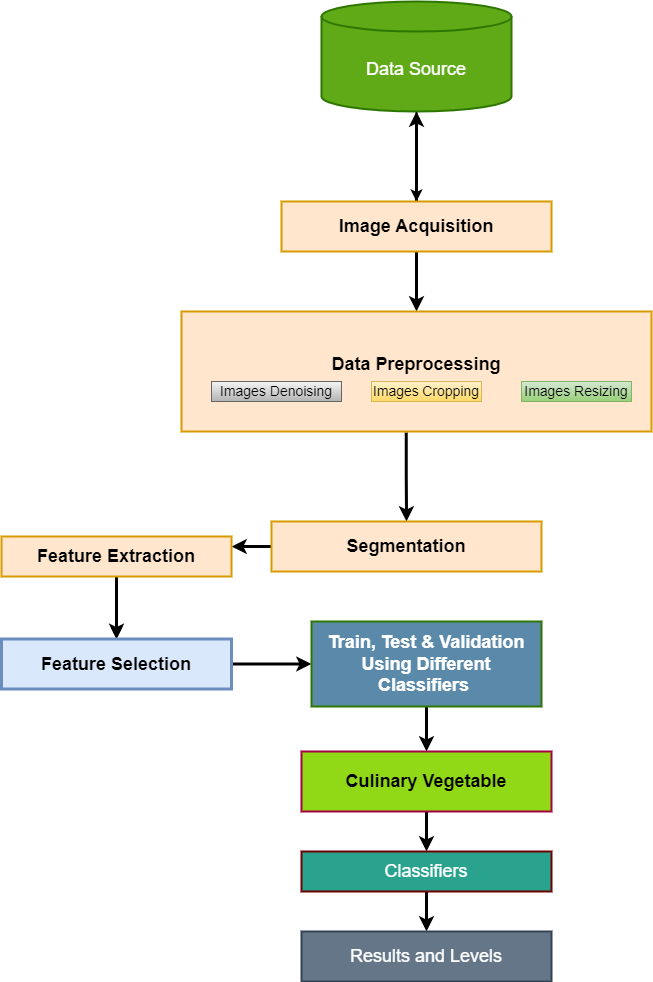 Data Source
Image Acquisition
Data Preprocessing
Images Denoising
Images Cropping
Images Resizing
Segmentation
Feature Extraction
Feature Selection
Train, Test & Validation
Using Different
Classifiers
Culinary Vegetable
Classifiers
Results and Levels